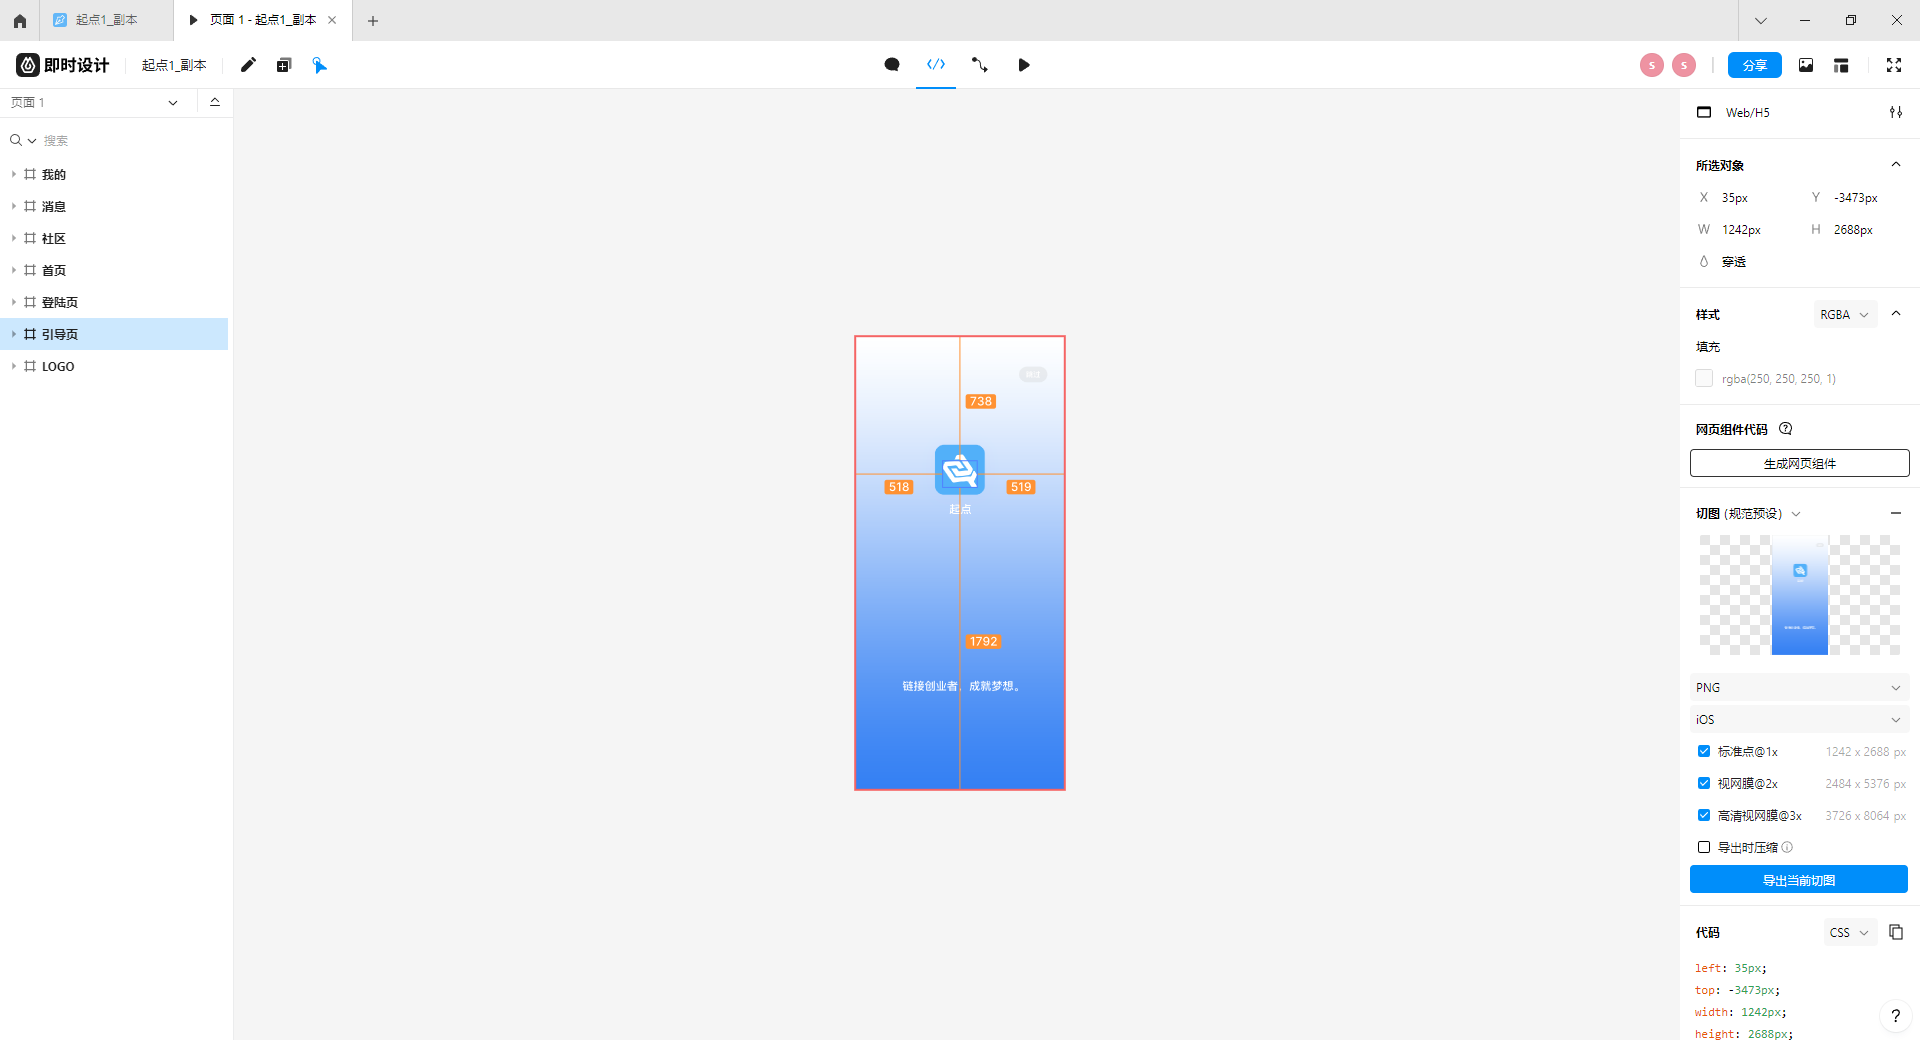 起点1_副本
页面 1 - 起点1_副本
即时设计
起点1_副本
S
S
分享
页面 1
搜索
我的
消息
社区
首页
登陆页
引导页
LOGO
738
518
519
起点
1792
链接创业者，成就梦想。
Web/H5
所选对象
X 35px Y -3473px
W 1242px H 2688px
穿透
样式
RGBA
填充
rgba(250, 250, 250, 1)
网页组件代码
生成网页组件
切图 (规范预设)
PNG
iOS
标准点@1x 1242 x 2688 px
视网膜@2x 2484 x 5376 px
高清视网膜@3x 3726 x 8064 px
导出时压缩
导出当前切图
代码
CSS
left: 35px;
top: -3473px;
width: 1242px;
height: 2688px;
?